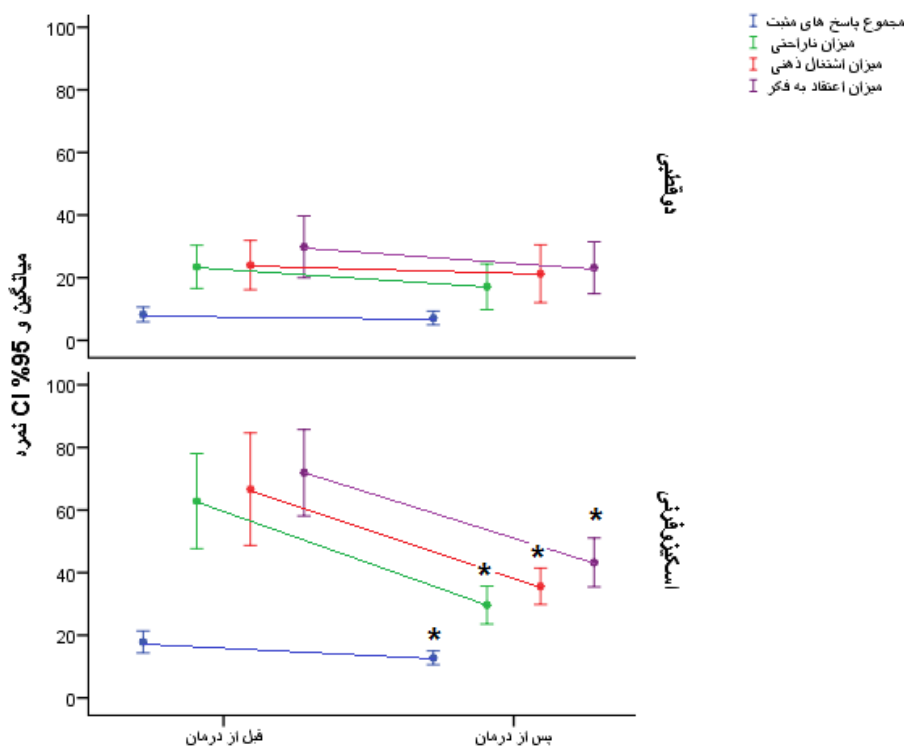 مجموع پاسخ های مثبت
میزان ناراحتی
میزان اشتغال ذهنی
میزان اعتقاد به فکر
میانگین و 95% CI نمره
100
80
60
40
20
0
دوقطبی
100
80
60
40
20
0
* * * *
اسکیزوفرنی
قبل از درمان
پس از درمان